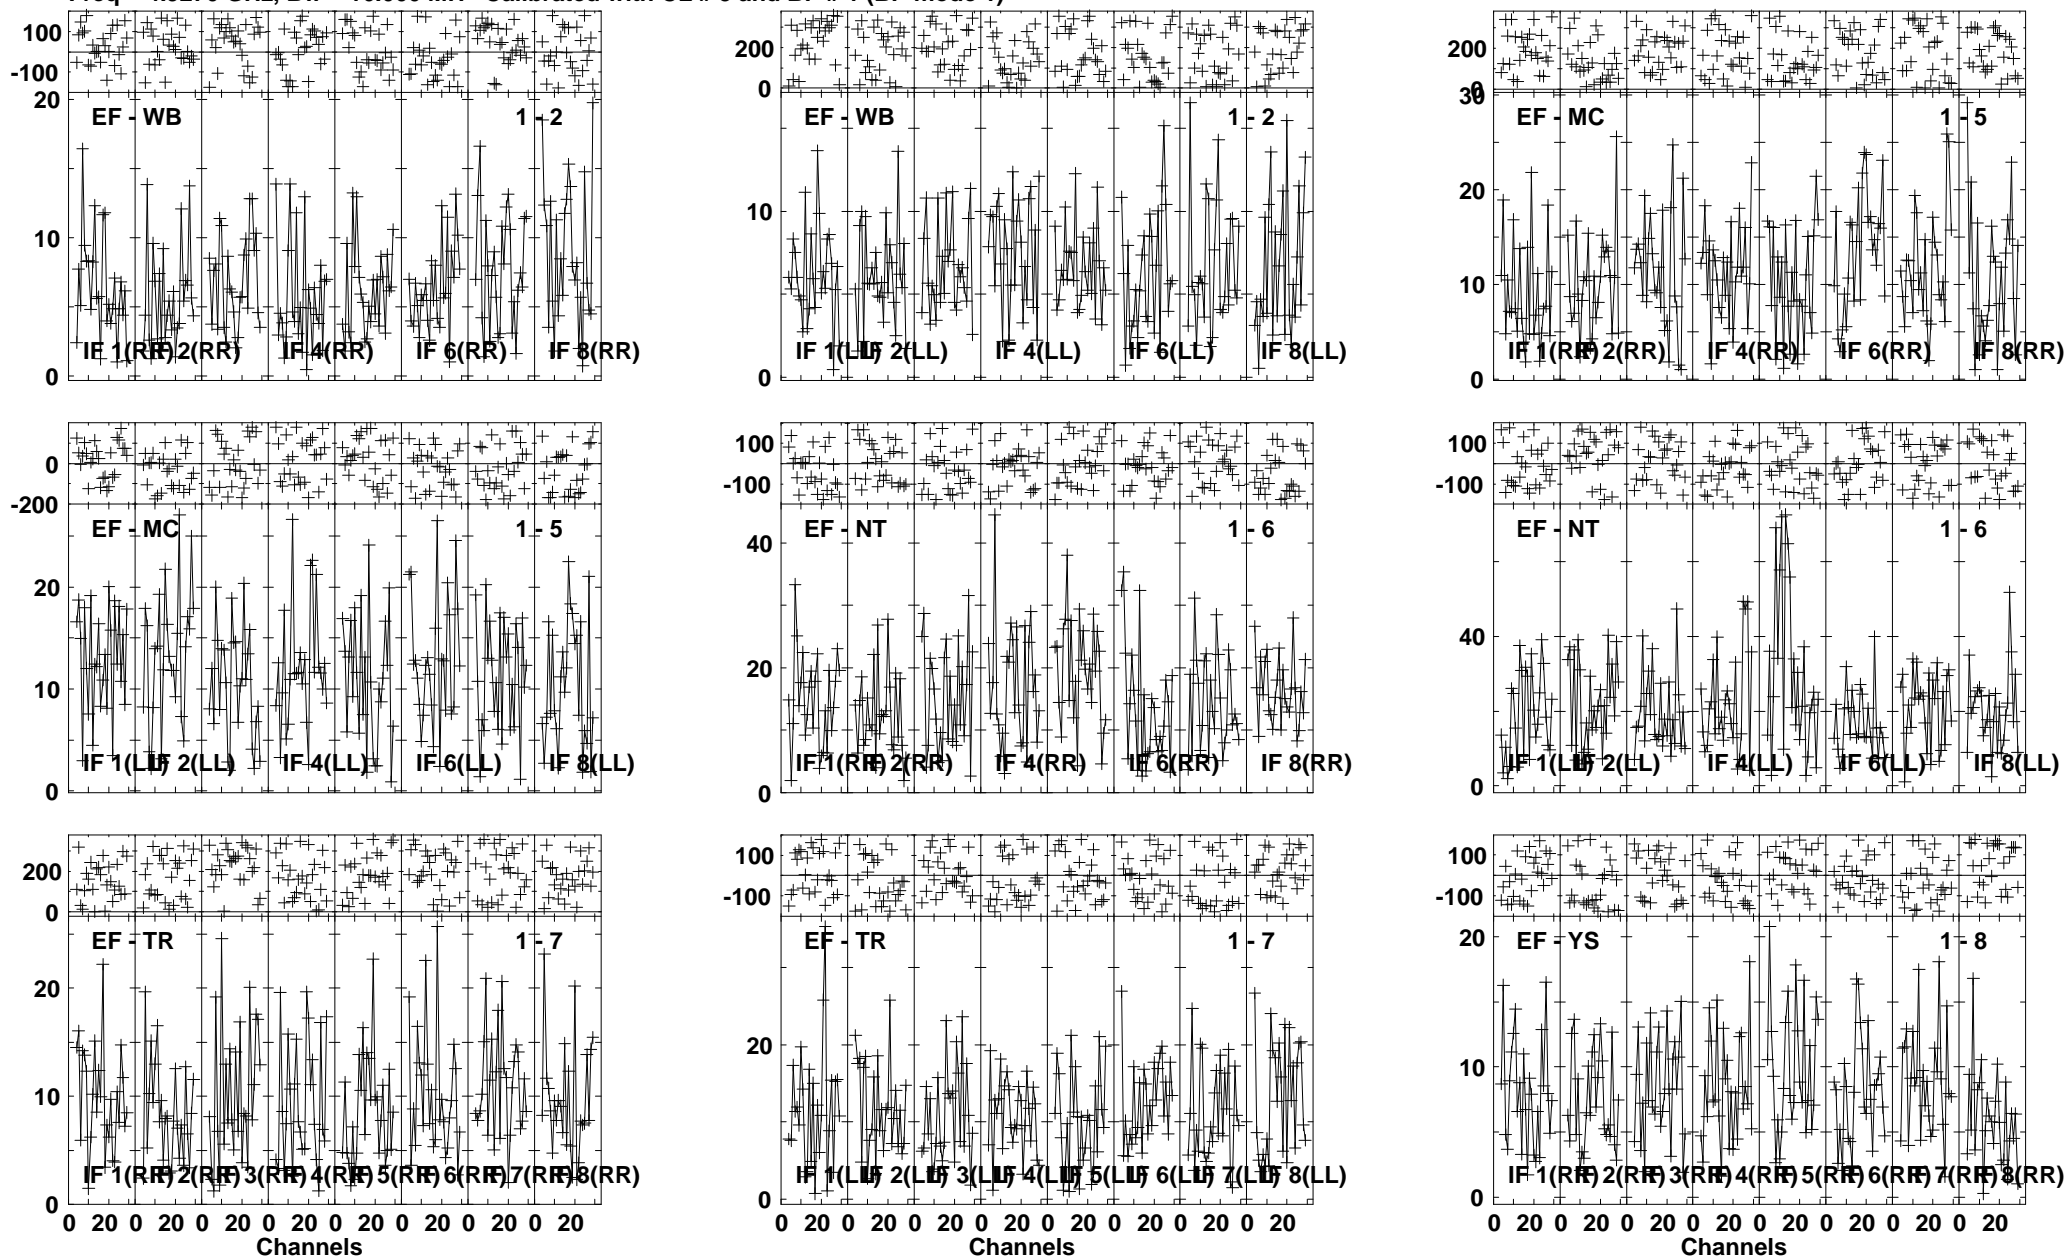 100 200 200
-100 0 0
20 30
EF - WB 1 - 2 EF - WB 1 - 2 EF - MC 1 - 5
20
10 10 10
IF 1(RR) IF 2(RR) IF 4(RR) IF 6(RR) IF 8(RR) IF 1(LL) IF 2(LL) IF 4(LL) IF 6(LL) IF 8(LL) IF 1(RR) IF 2(RR) IF 4(RR) IF 6(RR) IF 8(RR)
0 0 0
0 100 100
-200 -100 -100
EF - MC 1 - 5 EF - NT 1 - 6 EF - NT 1 - 6
40
20 20 40
10
IF 1(LL) IF 2(LL) IF 4(LL) IF 6(LL) IF 8(LL) IF 1(RR) IF 2(RR) IF 4(RR) IF 6(RR) IF 8(RR) IF 1(LL) IF 2(LL) IF 4(LL) IF 6(LL) IF 8(LL)
0 0 0
200 100 100
0 -100 -100
EF - TR 1 - 7 EF - TR 1 - 7 EF - YS 1 - 8
20 20 20
10 10
IF 1(RR) IF 2(RR) IF 3(RR) IF 4(RR) IF 5(RR) IF 6(RR) IF 7(RR) IF 8(RR) IF 1(LL) IF 2(LL) IF 3(LL) IF 4(LL) IF 5(LL) IF 6(LL) IF 7(LL) IF 8(LL) IF 1(RR) IF 2(RR) IF 3(RR) IF 4(RR) IF 5(RR) IF 6(RR) IF 7(RR) IF 8(RR)
0 0 0
0 20 0 20 0 20 0 20 0 20 0 20 0 20 0 20 0 20 0 20 0 20 0 20 0 20 0 20 0 20 0 20 0 20 0 20 0 20 0 20 0 20 0 20 0 20 0 20
Channels Channels